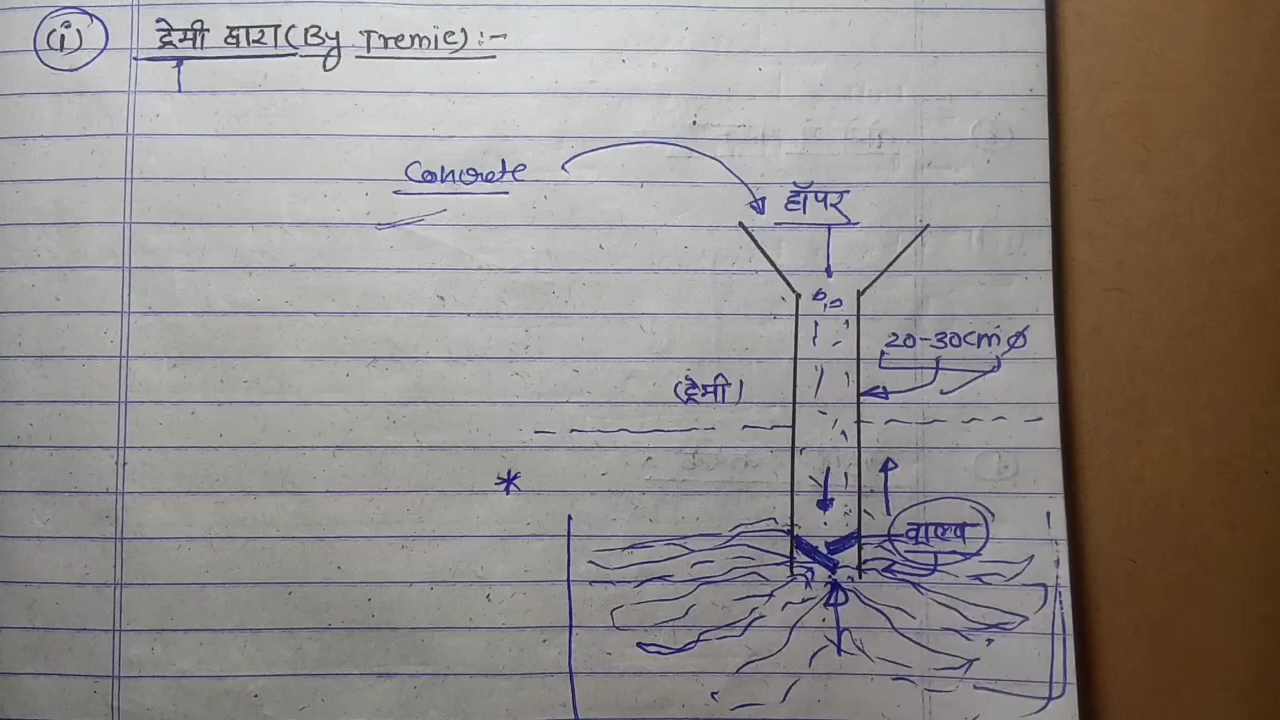 (i) ट्रेमी द्वारा (By Tremie) :-
Concrete
हॉपर
20-30cm ϕ
(ट्रेमी)
*
वाल्व